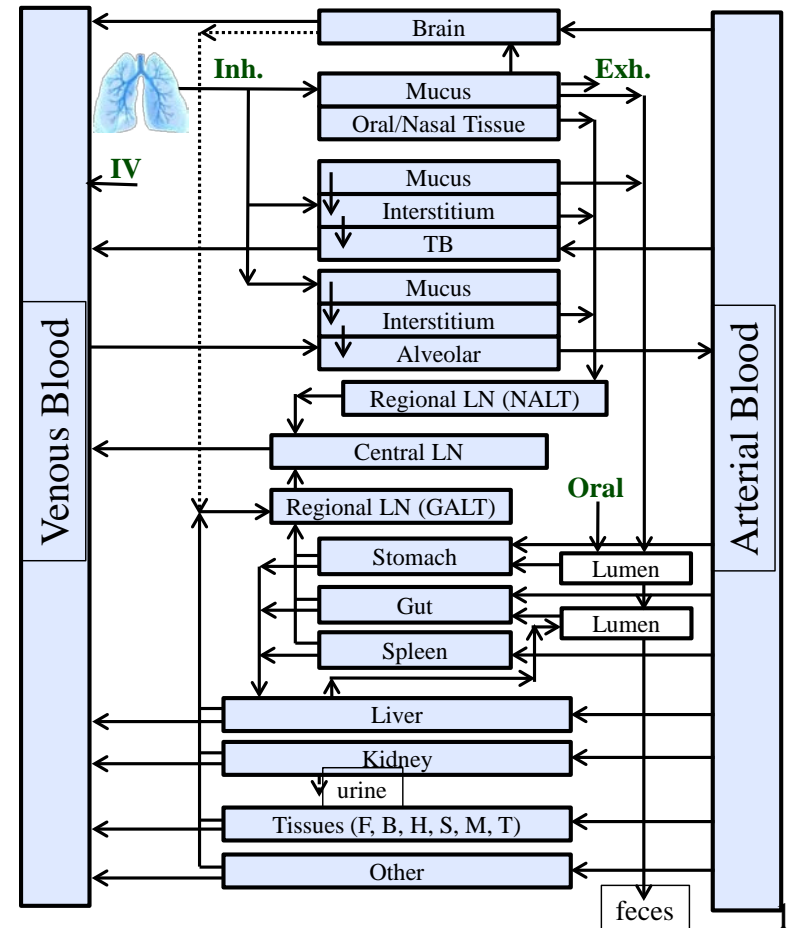 Brain
Inh.
Exh.
Mucus
Oral/Nasal Tissue
IV
Mucus
Interstitium
TB
Mucus
Interstitium
Alveolar
Venous Blood
Arterial Blood
Regional LN (NALT)
Central LN
Oral
Regional LN (GALT)
Stomach
Lumen
Gut
Lumen
Spleen
Liver
Kidney
urine
Tissues (F, B, H, S, M, T)
Other
feces
1